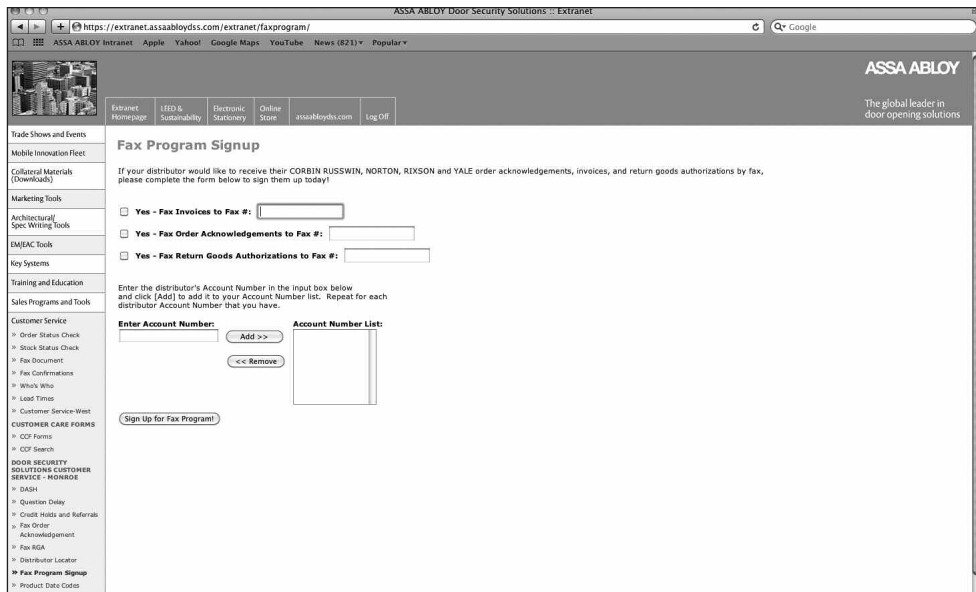 ASSA ABLOY Door Security Solutions :: Extranet
https://extranet.assaabloydss.com/extranet/faxprogram/
Google
ASSA ABLOY Intranet Apple Yahoo! Google Maps YouTube News (821) Popular
ASSA ABLOY
The global leader in
door opening solutions
Extranet Homepage
LEED & Sustainability
Electronic Stationery
Online Store
assaabloydss.com
Log Off
Trade Shows and Events
Mobile Innovation Fleet
Collateral Materials
(Downloads)
Marketing Tools
Architectural/
Spec Writing Tools
EM/EAC Tools
Key Systems
Training and Education
Sales Programs and Tools
Customer Service
» Order Status Check
» Stock Status Check
» Fax Document
» Fax Confirmations
» Who's Who
» Lead Times
» Customer Service-West
CUSTOMER CARE FORMS
» CCF Forms
» CCF Search
DOOR SECURITY
SOLUTIONS CUSTOMER
SERVICE - MONROE
» DASH
» Question Delay
» Credit Holds and Referrals
» Fax Order
Acknowledgement
» Fax RGA
» Distributor Locator
» Fax Program Signup
» Product Date Codes
Fax Program Signup
If your distributor would like to receive their CORBIN RUSSWIN, NORTON, RIXSON and YALE order acknowledgements, invoices, and return goods authorizations by fax,
please complete the form below to sign them up today!
Yes - Fax Invoices to Fax #:
Yes - Fax Order Acknowledgements to Fax #:
Yes - Fax Return Goods Authorizations to Fax #:
Enter the distributor's Account Number in the input box below
and click [Add] to add it to your Account Number list. Repeat for each
distributor Account Number that you have.
Enter Account Number:
Account Number List:
Add >>
<< Remove
Sign Up for Fax Program!